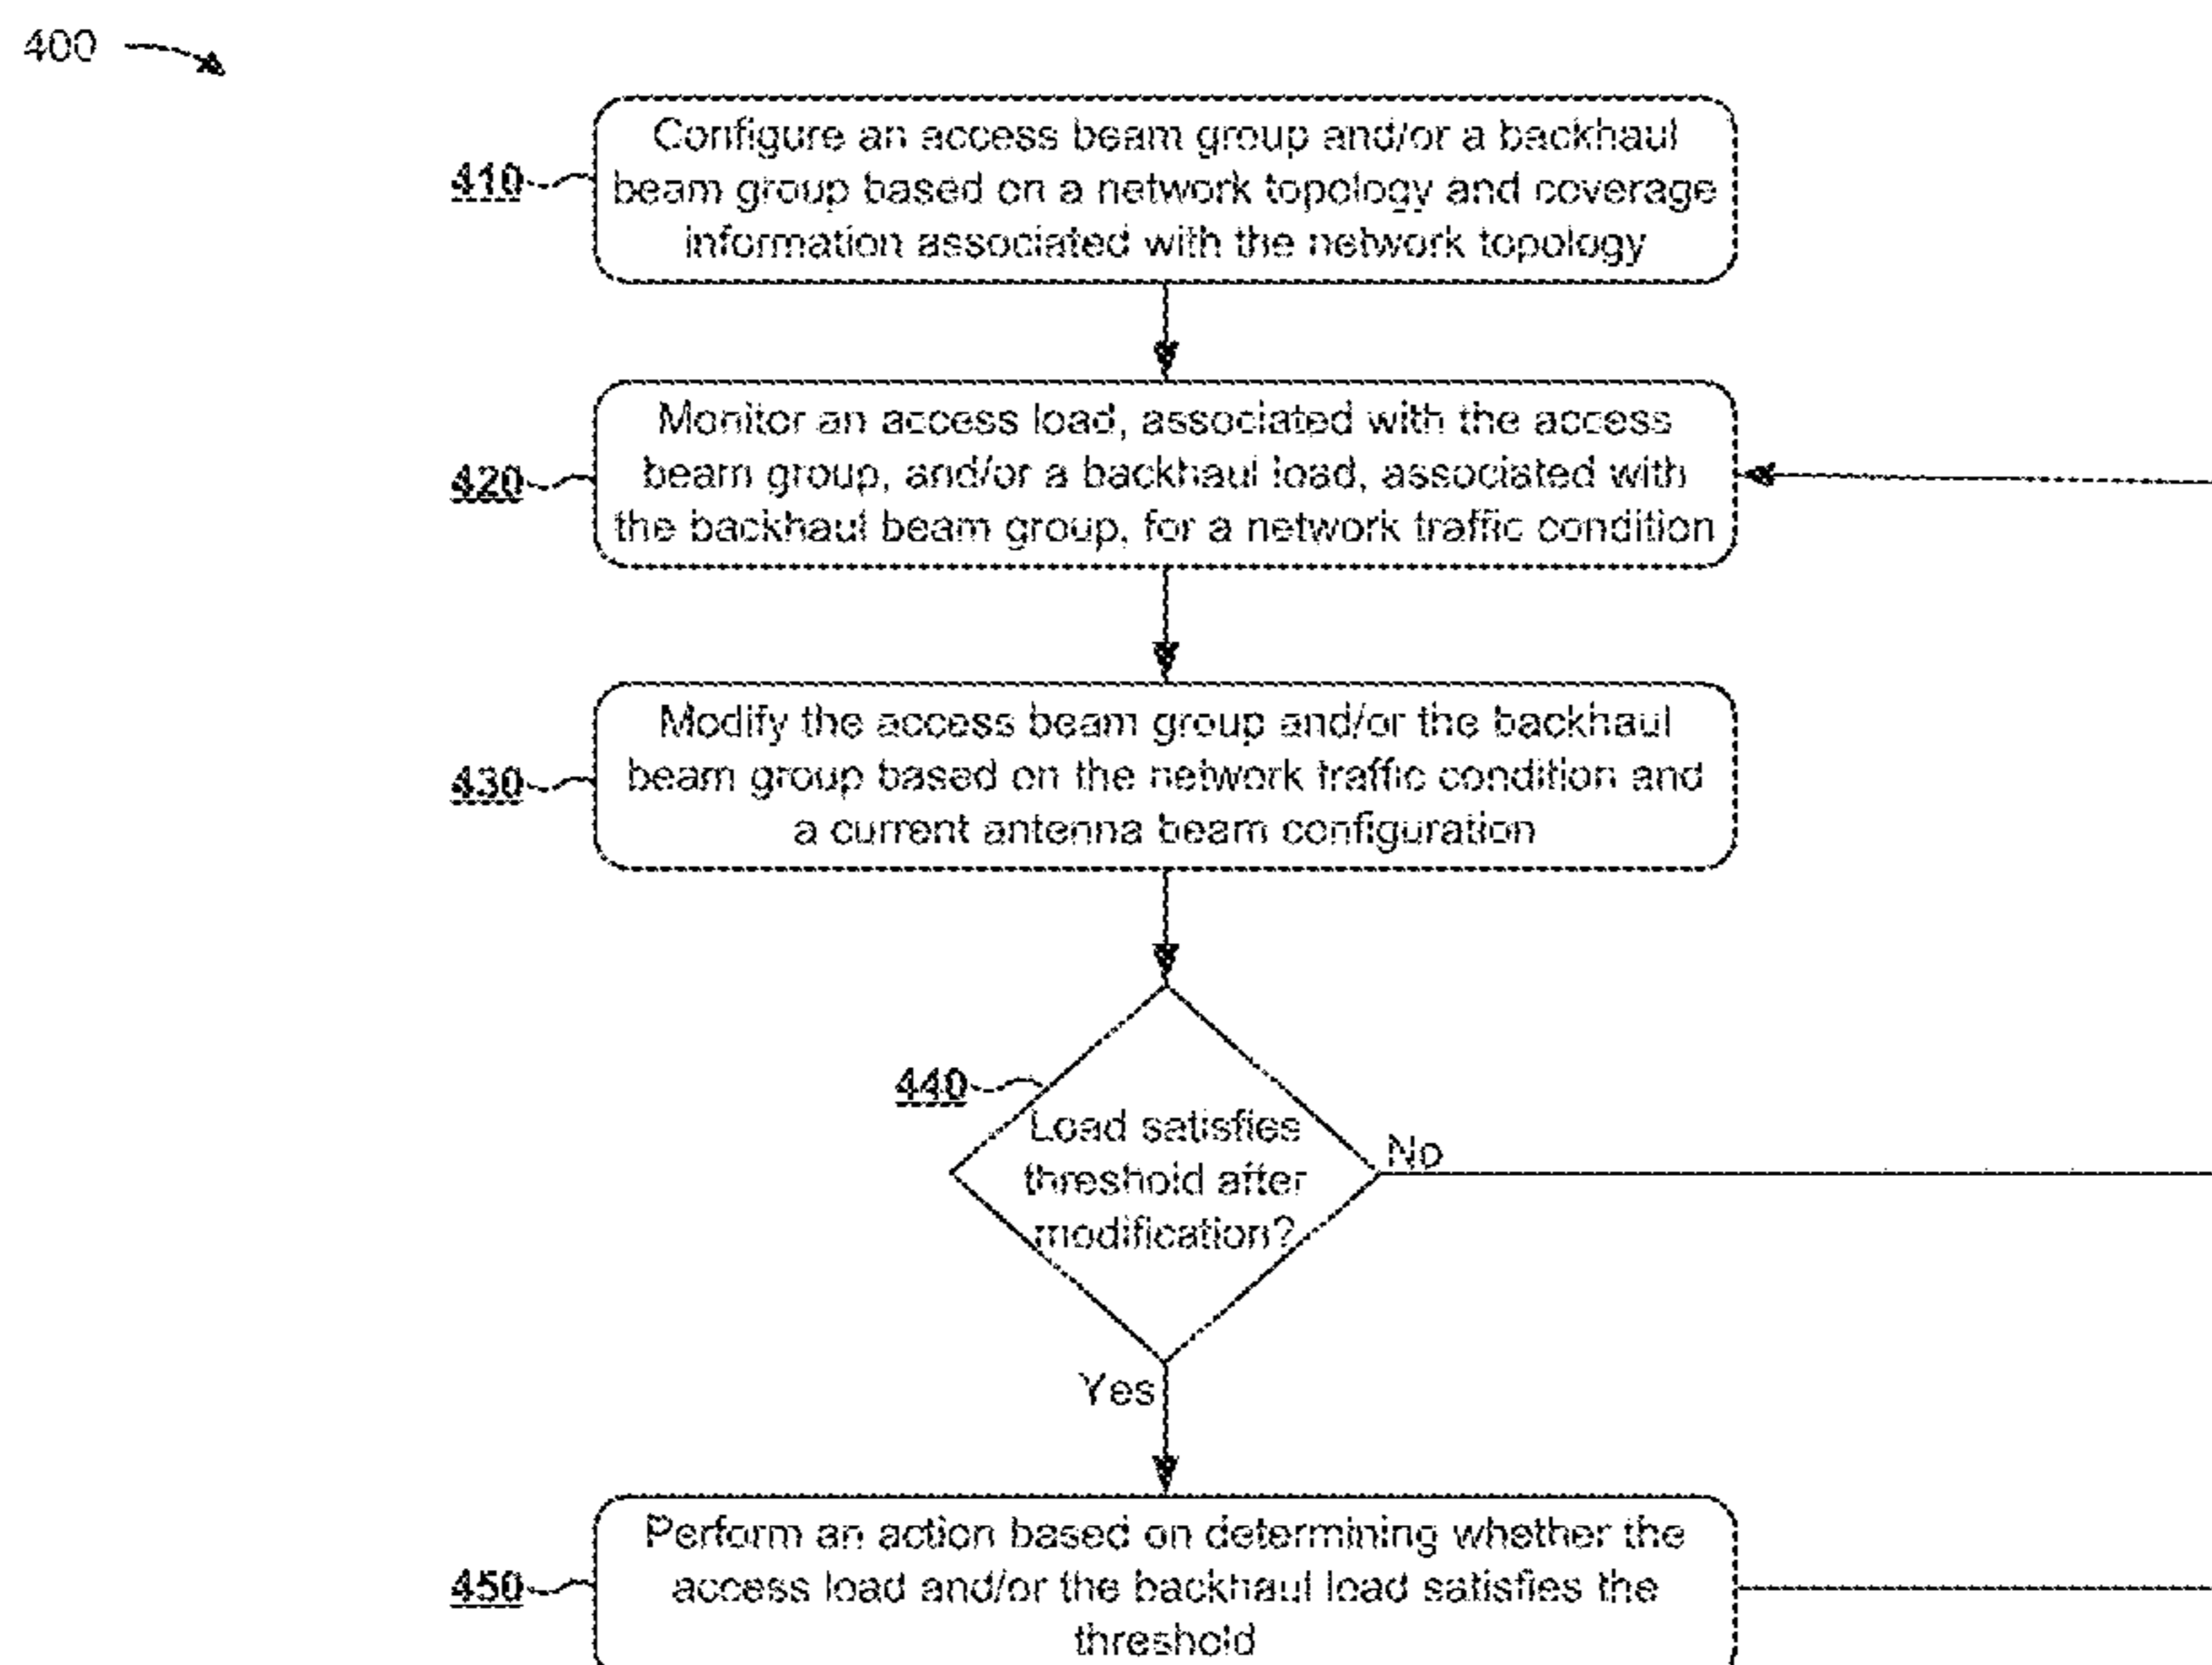 400
Configure an access beam group and/or a backhaul
410
beam group based on a network topology and coverage
information associated with the network topology
Monitor an access load, associated with the access
420
beam group, and/or a backhaul load, associated with
the backhaul beam group, for a network traffic condition
Modify the access beam group and/or the backhaul
430
beam group based on the network traffic condition and
a current antenna beam configuration
440
Load satisfies
threshold after
modification?
No
Yes
Perform an action based on determining whether the
450
access load and/or the backhaul load satisfies the
threshold